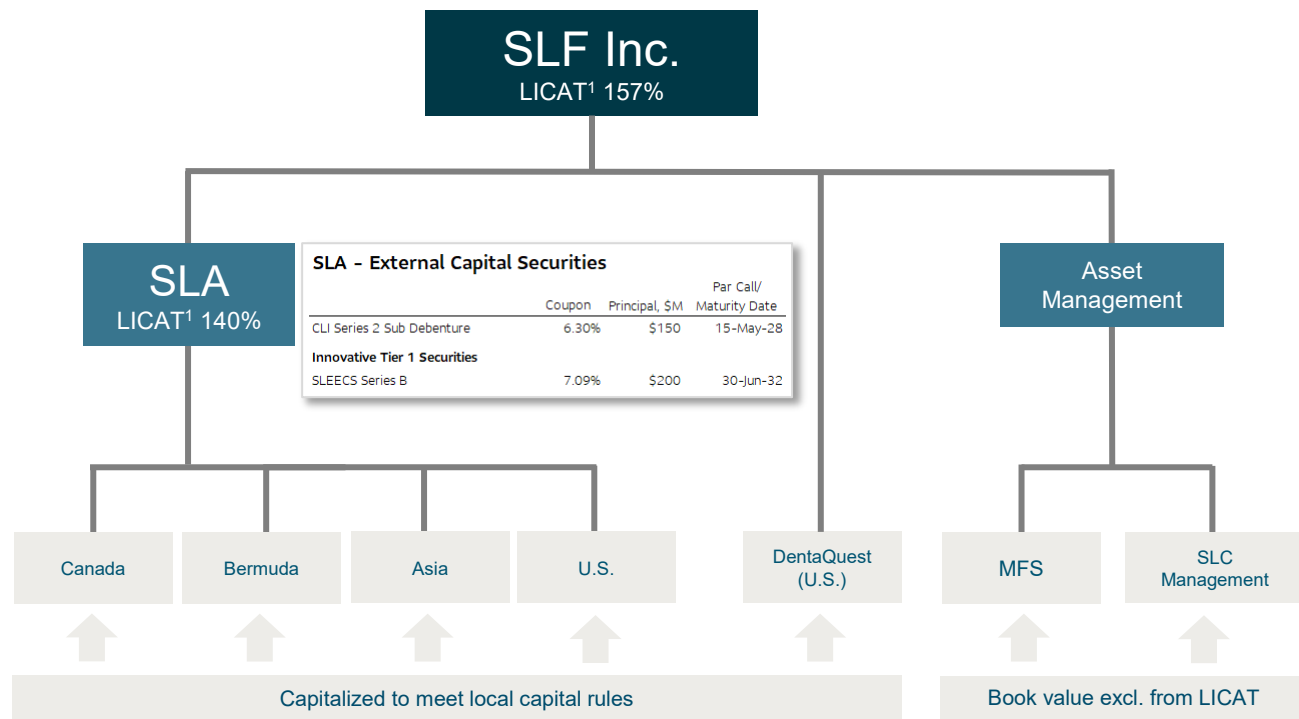 SLF Inc.
LICAT¹ 157%
SLA
LICAT¹ 140%
SLA – External Capital Securities
Par Call/
Coupon Principal, $M Maturity Date
CLI Series 2 Sub Debenture 6.30% $150 15-May-28
Innovative Tier 1 Securities
SLEECS Series B 7.09% $200 30-Jun-32
Asset
Management
Canada
Bermuda
Asia
U.S.
DentaQuest
(U.S.)
MFS
SLC
Management
Capitalized to meet local capital rules
Book value excl. from LICAT